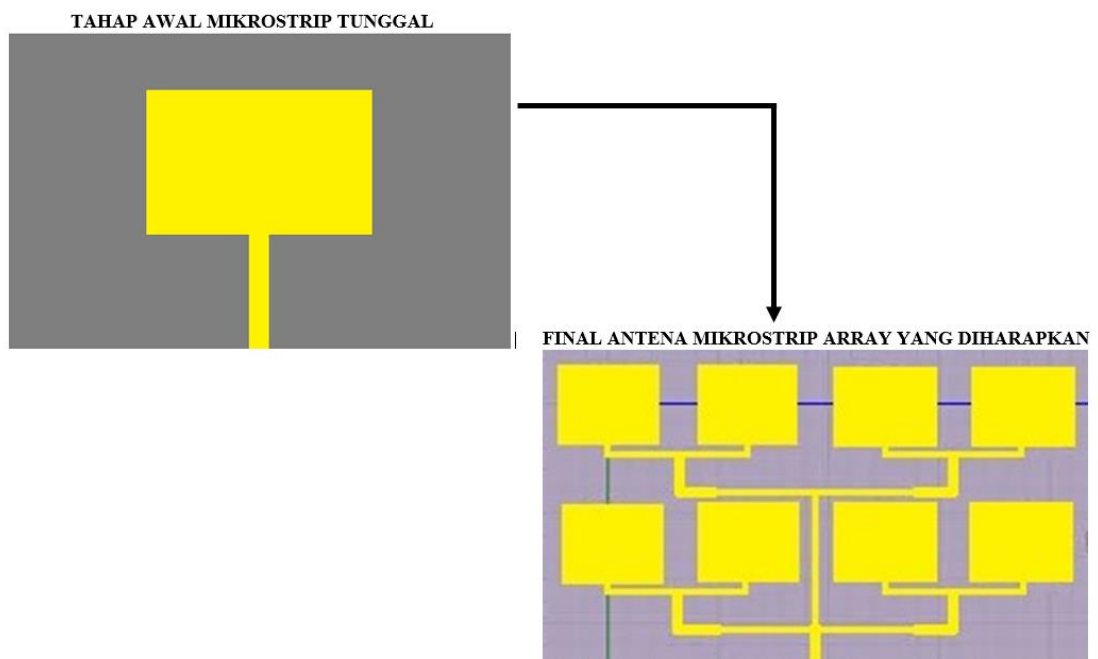 TAHAP AWAL MIKROSTRIP TUNGGAL
FINAL ANTENA MIKROSTRIP ARRAY YANG DIHARAPKAN